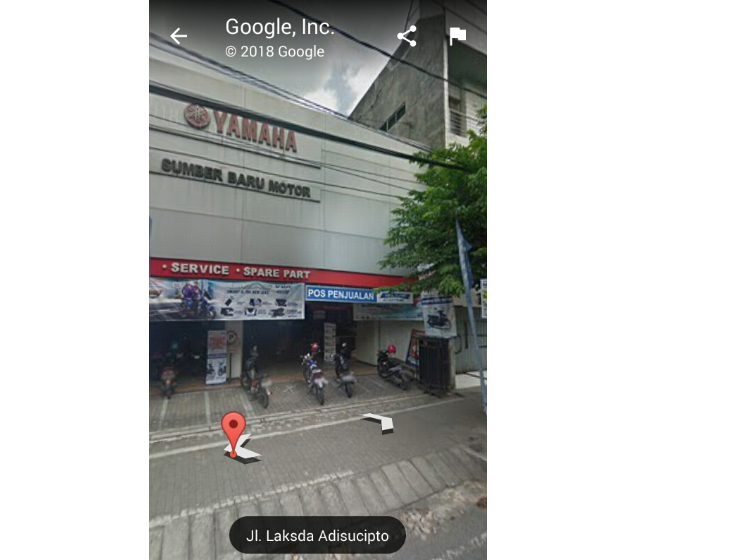 Google, Inc.
© 2018 Google
YAMAHA
SUMBER BARU MOTOR
• SERVICE • SPARE PART
POS PENJUALAN
Jl. Laksda Adisucipto